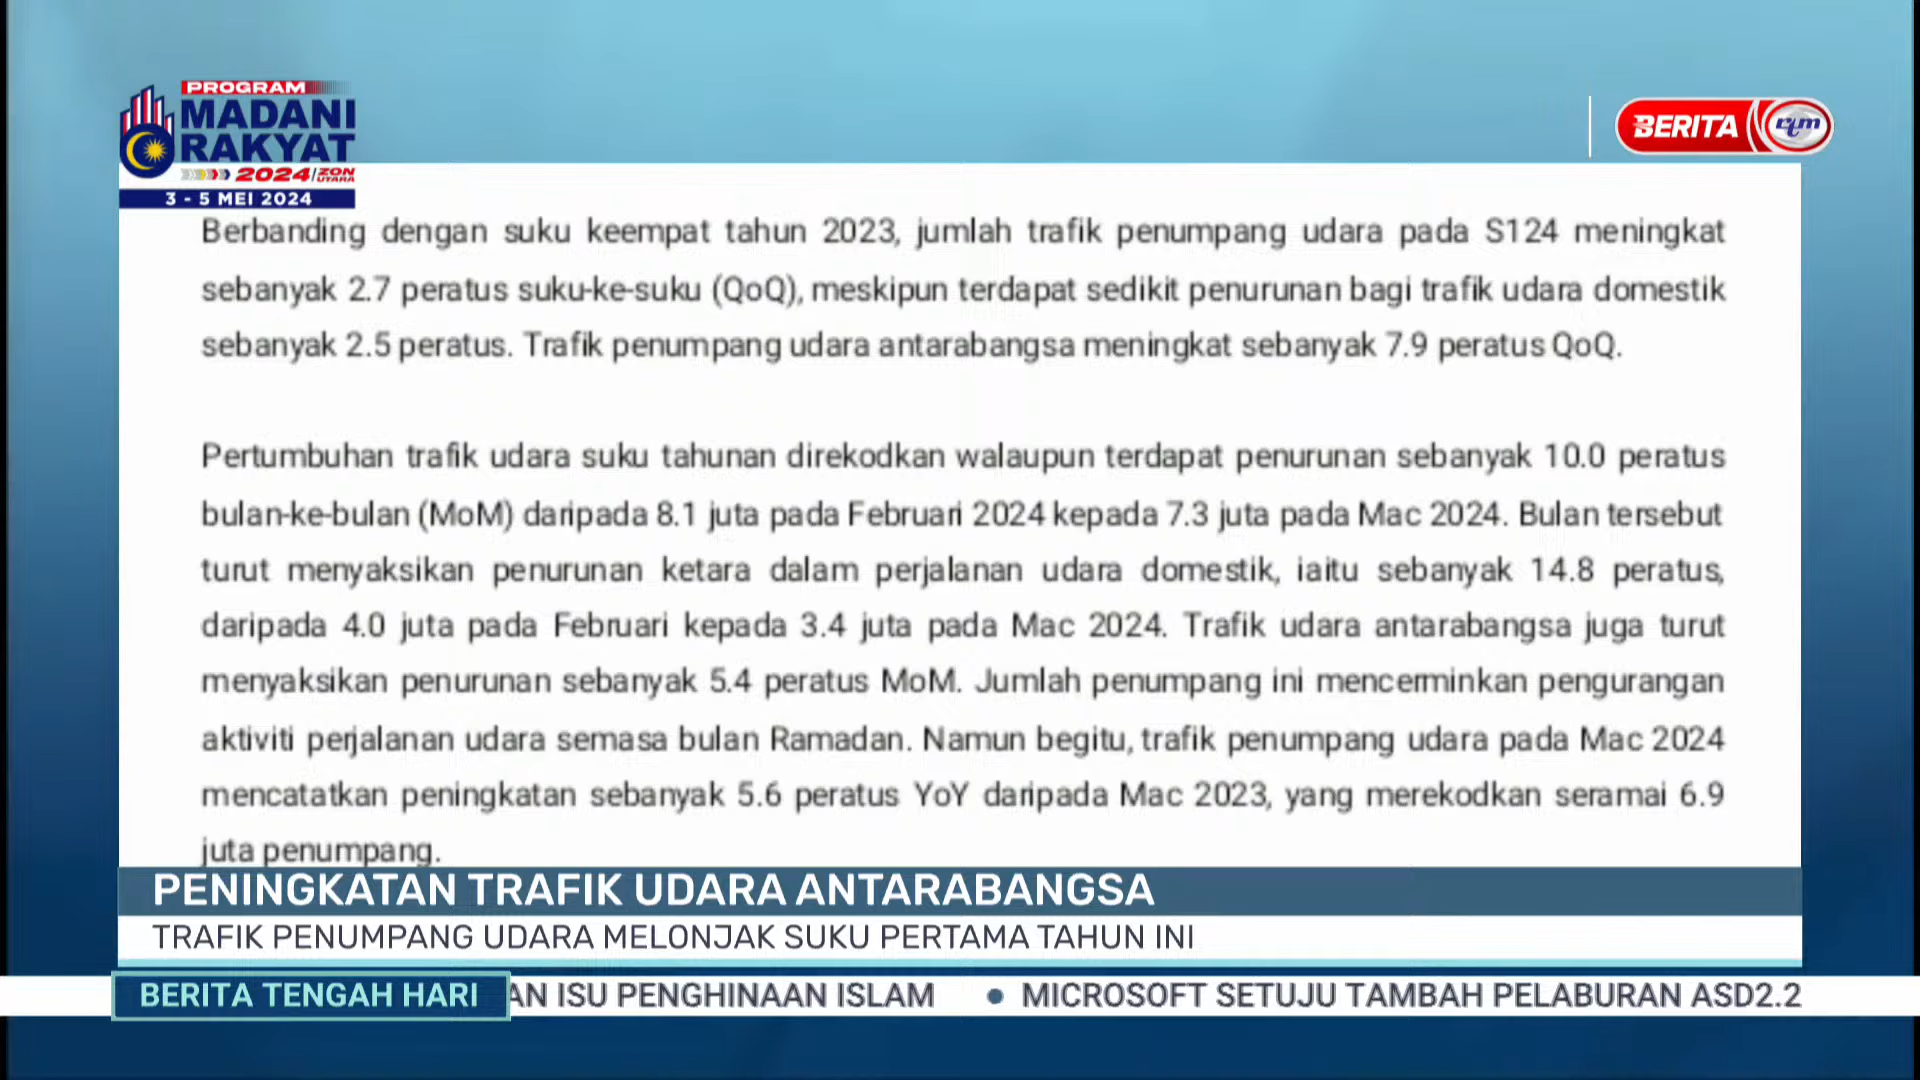 PROGRAM
MADANI
RAKYAT
2024 ZON UTARA
3 - 5 MEI 2024
BERITA rtm
Berbanding dengan suku keempat tahun 2023, jumlah trafik penumpang udara pada S124 meningkat
sebanyak 2.7 peratus suku-ke-suku (QoQ), meskipun terdapat sedikit penurunan bagi trafik udara domestik
sebanyak 2.5 peratus. Trafik penumpang udara antarabangsa meningkat sebanyak 7.9 peratus QoQ.
Pertumbuhan trafik udara suku tahunan direkodkan walaupun terdapat penurunan sebanyak 10.0 peratus
bulan-ke-bulan (MoM) daripada 8.1 juta pada Februari 2024 kepada 7.3 juta pada Mac 2024. Bulan tersebut
turut menyaksikan penurunan ketara dalam perjalanan udara domestik, iaitu sebanyak 14.8 peratus,
daripada 4.0 juta pada Februari kepada 3.4 juta pada Mac 2024. Trafik udara antarabangsa juga turut
menyaksikan penurunan sebanyak 5.4 peratus MoM. Jumlah penumpang ini mencerminkan pengurangan
aktiviti perjalanan udara semasa bulan Ramadan. Namun begitu, trafik penumpang udara pada Mac 2024
mencatatkan peningkatan sebanyak 5.6 peratus YoY daripada Mac 2023, yang merekodkan seramai 6.9
juta penumpang.
PENINGKATAN TRAFIK UDARA ANTARABANGSA
TRAFIK PENUMPANG UDARA MELONJAK SUKU PERTAMA TAHUN INI
BERITA TENGAH HARI AN ISU PENGHINAAN ISLAM • MICROSOFT SETUJU TAMBAH PELABURAN ASD2.2